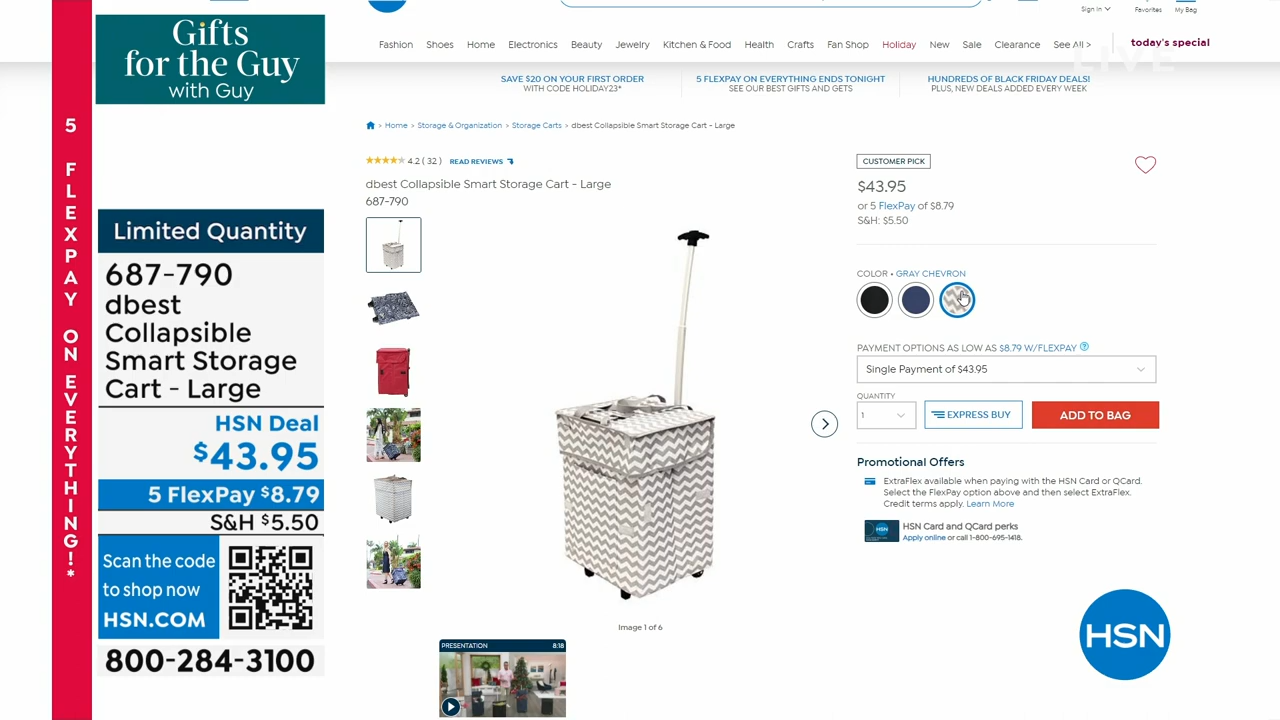 Gifts
for the Guy
with Guy
5 FLEXPAY ON EVERYTHING!*
Limited Quantity
687-790
dbest
Collapsible
Smart Storage
Cart - Large
HSN Deal
$43.95
5 FlexPay $8.79
S&H $5.50
Scan the code
to shop now
HSN.COM
800-284-3100
Sign In
Favorites
My Bag
Fashion Shoes Home Electronics Beauty Jewelry Kitchen & Food Health Crafts Fan Shop Holiday New Sale Clearance See All >
today's special
LIVE
SAVE $20 ON YOUR FIRST ORDER
WITH CODE HOLIDAY23*
5 FLEXPAY ON EVERYTHING ENDS TONIGHT
SEE OUR BEST GIFTS AND GETS
HUNDREDS OF BLACK FRIDAY DEALS!
PLUS, NEW DEALS ADDED EVERY WEEK
> Home > Storage & Organization > Storage Carts > dbest Collapsible Smart Storage Cart - Large
4.2 ( 32 ) READ REVIEWS
dbest Collapsible Smart Storage Cart - Large
687-790
Image 1 of 6
PRESENTATION 8:18
CUSTOMER PICK
$43.95
or 5 FlexPay of $8.79
S&H: $5.50
COLOR • GRAY CHEVRON
PAYMENT OPTIONS AS LOW AS $8.79 W/FLEXPAY ?
Single Payment of $43.95
QUANTITY
1
EXPRESS BUY
ADD TO BAG
Promotional Offers
ExtraFlex available when paying with the HSN Card or QCard.
Select the FlexPay option above and then select ExtraFlex.
Credit terms apply. Learn More
HSN
HSN Card and QCard perks
Apply online or call 1-800-695-1418.
HSN